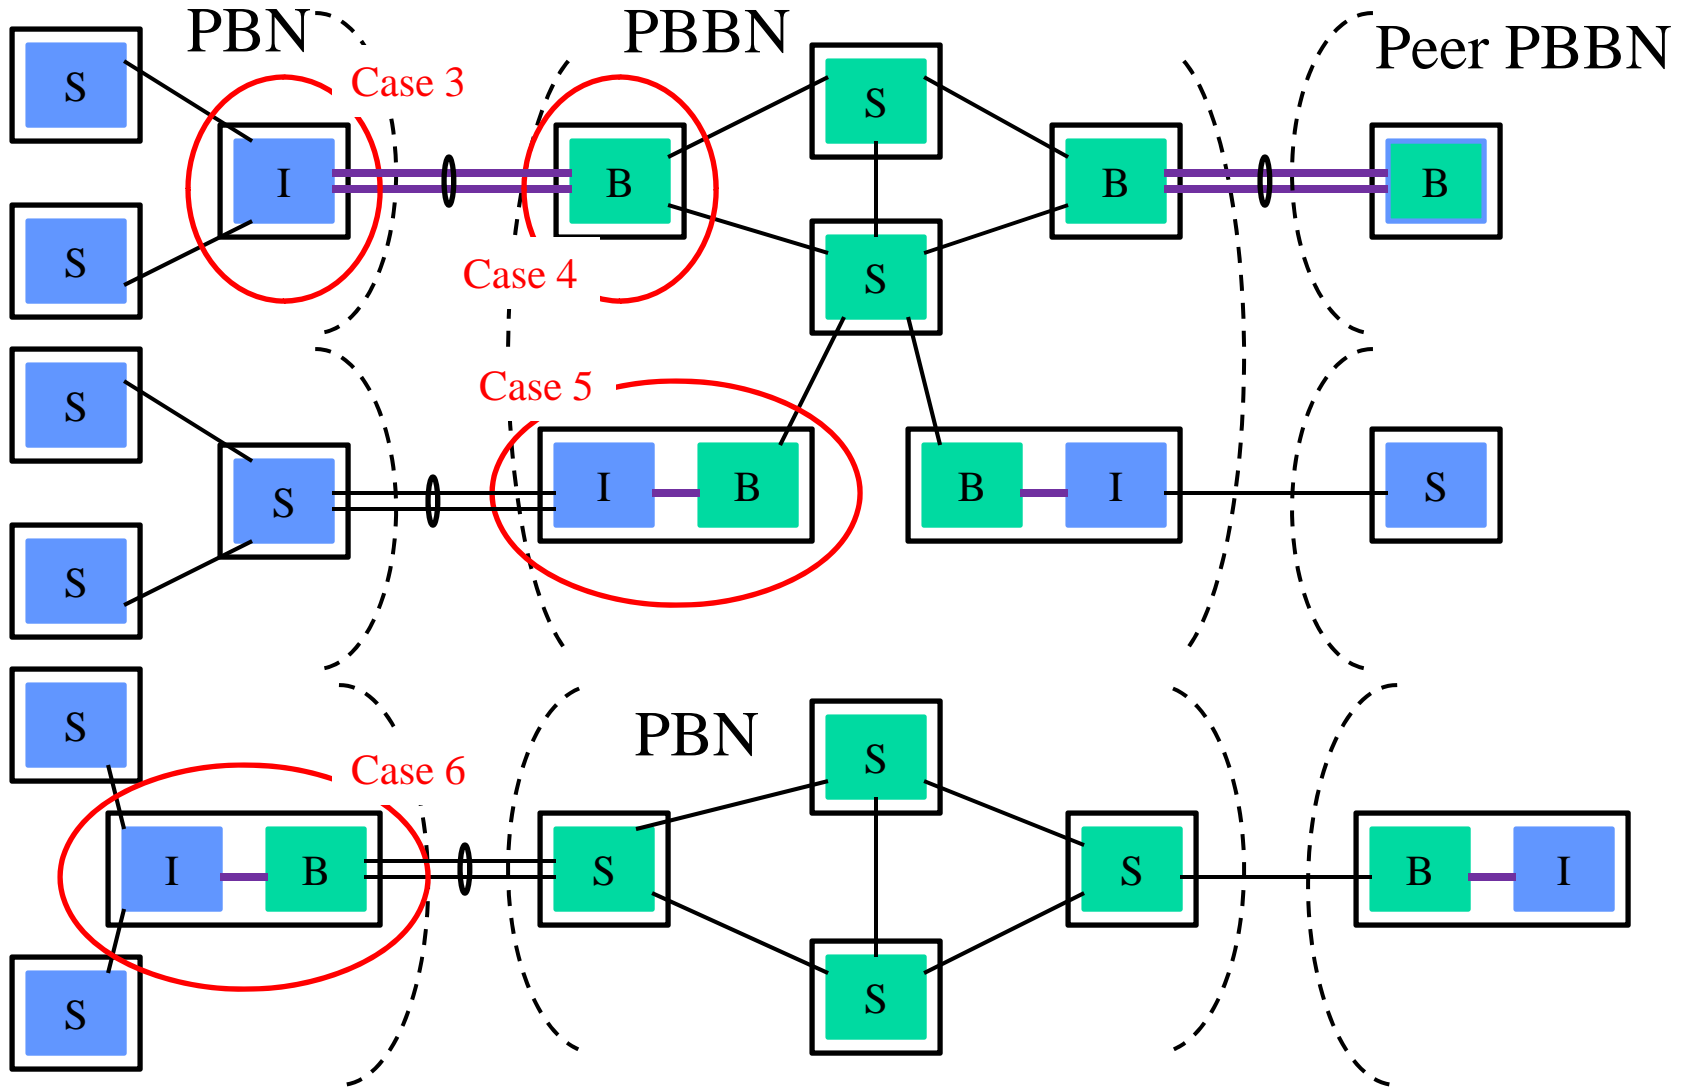 PBN PBBN Peer PBBN
S Case 3 S
I B B B
S Case 4 S
S Case 5
S I B B I S
S
S PBN S
Case 6
I B S S B I
S S